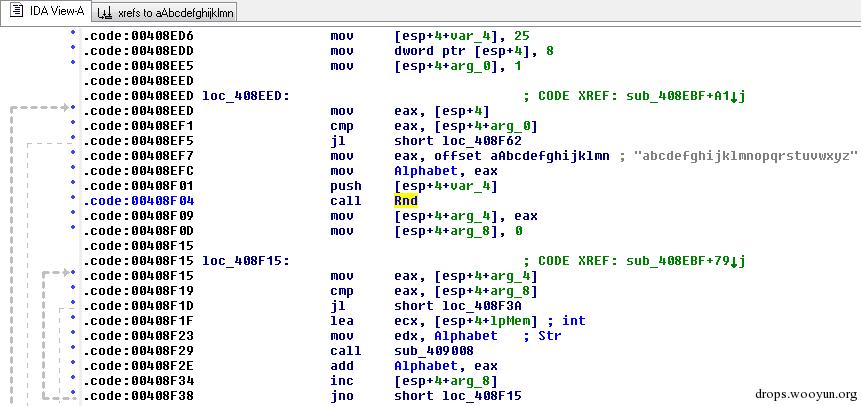 IDA View-A xrefs to aAbcdefghijklmn
.code:00408ED6 mov [esp+4+var_4], 25
.code:00408EDD mov dword ptr [esp+4], 8
.code:00408EE5 mov [esp+4+arg_0], 1
.code:00408EED
.code:00408EED loc_408EED: ; CODE XREF: sub_408EBF+A1↓j
.code:00408EED mov eax, [esp+4]
.code:00408EF1 cmp eax, [esp+4+arg_0]
.code:00408EF5 jl short loc_408F62
.code:00408EF7 mov eax, offset aAbcdefghijklmn ; "abcdefghijklmnopqrstuvwxyz"
.code:00408EFC mov Alphabet, eax
.code:00408F01 push [esp+4+var_4]
.code:00408F04 call Rnd
.code:00408F09 mov [esp+4+arg_4], eax
.code:00408F0D mov [esp+4+arg_8], 0
.code:00408F15
.code:00408F15 loc_408F15: ; CODE XREF: sub_408EBF+79↓j
.code:00408F15 mov eax, [esp+4+arg_4]
.code:00408F19 cmp eax, [esp+4+arg_8]
.code:00408F1D jl short loc_408F3A
.code:00408F1F lea ecx, [esp+4+lpMem] ; int
.code:00408F23 mov edx, Alphabet ; Str
.code:00408F29 call sub_409008
.code:00408F2E add Alphabet, eax
.code:00408F34 inc [esp+4+arg_8]
.code:00408F38 jno short loc_408F15
drops.wooyun.org